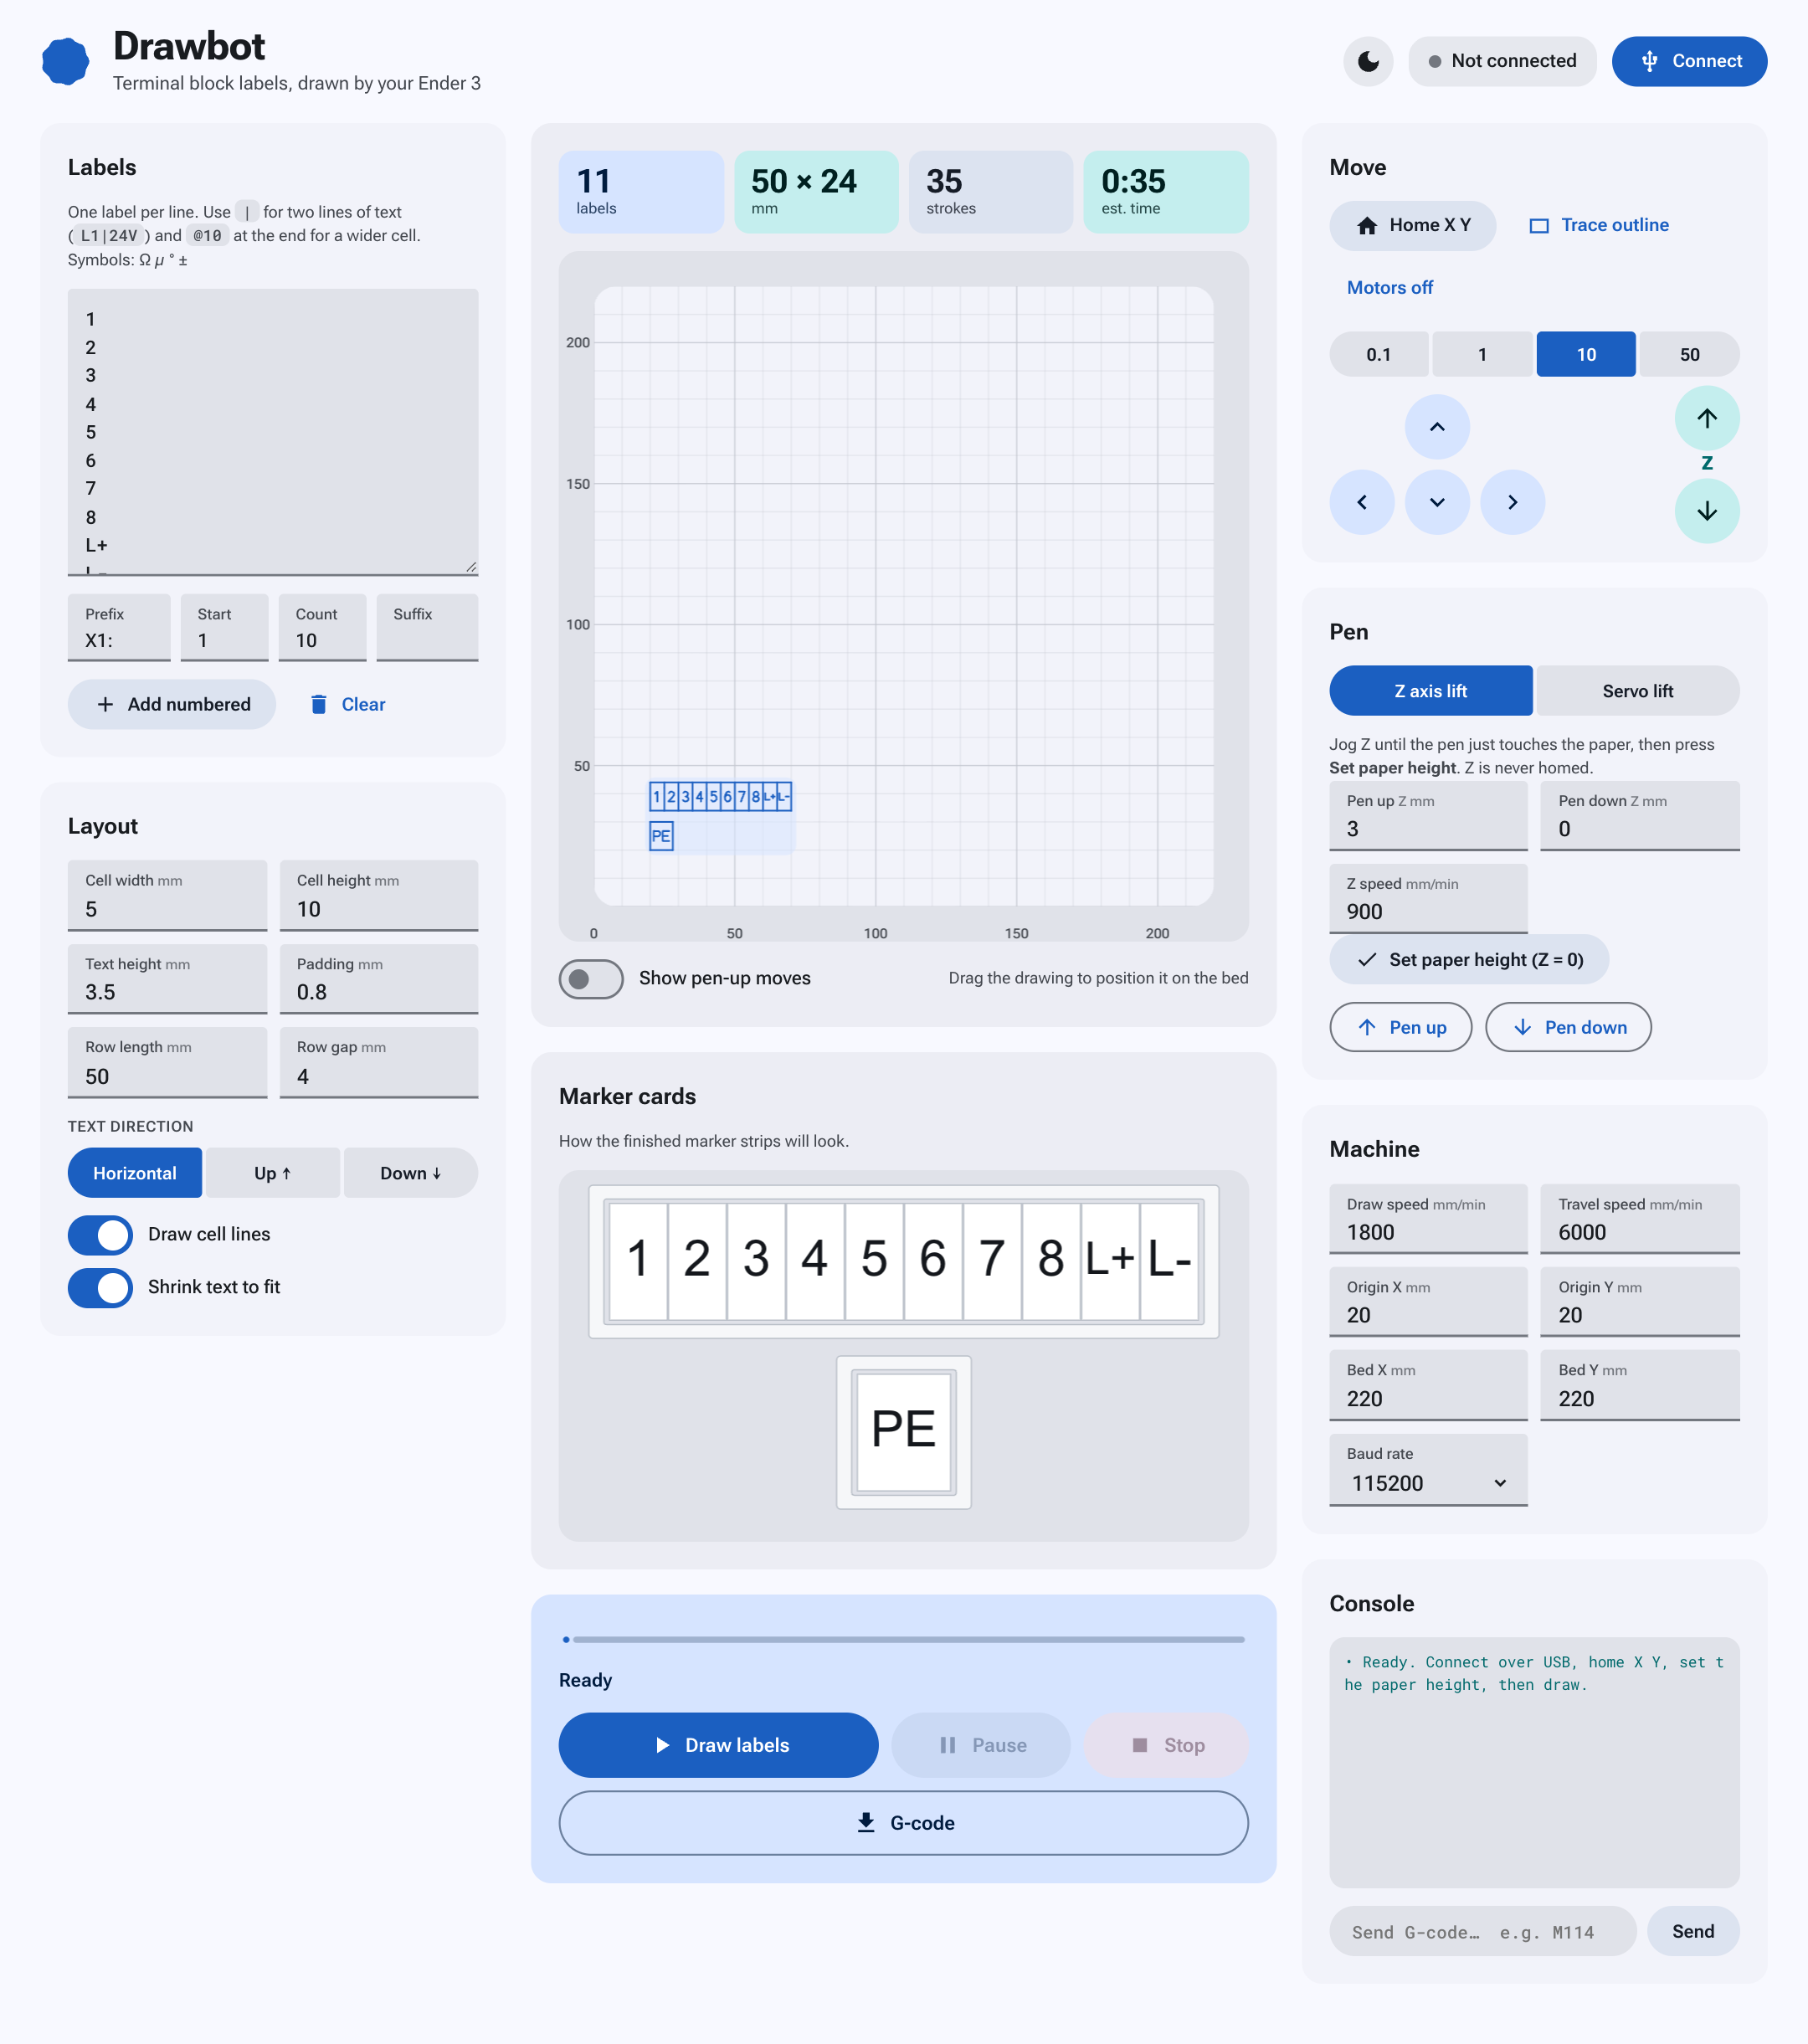 Drawbot
Terminal block labels, drawn by your Ender 3
Not connected
Connect
Labels
One label per line. Use | for two lines of text
(L1|24V) and @10 at the end for a wider cell.
Symbols: Ω µ ° ±
1
2
3
4
5
6
7
8
L+
Prefix
X1:
Start
1
Count
10
Suffix
Add numbered
Clear
Layout
Cell width mm
5
Cell height mm
10
Text height mm
3.5
Padding mm
0.8
Row length mm
50
Row gap mm
4
TEXT DIRECTION
Horizontal
Up ↑
Down ↓
Draw cell lines
Shrink text to fit
11
labels
50 × 24
mm
35
strokes
0:35
est. time
200
150
100
50
1 2 3 4 5 6 7 8 L+ L-
PE
0 50 100 150 200
Show pen-up moves
Drag the drawing to position it on the bed
Marker cards
How the finished marker strips will look.
1 2 3 4 5 6 7 8 L+ L-
PE
Ready
Draw labels
Pause
Stop
G-code
Move
Home X Y
Trace outline
Motors off
0.1
1
10
50
Z
Pen
Z axis lift
Servo lift
Jog Z until the pen just touches the paper, then press
Set paper height. Z is never homed.
Pen up Z mm
3
Pen down Z mm
0
Z speed mm/min
900
Set paper height (Z = 0)
Pen up
Pen down
Machine
Draw speed mm/min
1800
Travel speed mm/min
6000
Origin X mm
20
Origin Y mm
20
Bed X mm
220
Bed Y mm
220
Baud rate
115200
Console
• Ready. Connect over USB, home X Y, set t
he paper height, then draw.
Send G-code… e.g. M114
Send